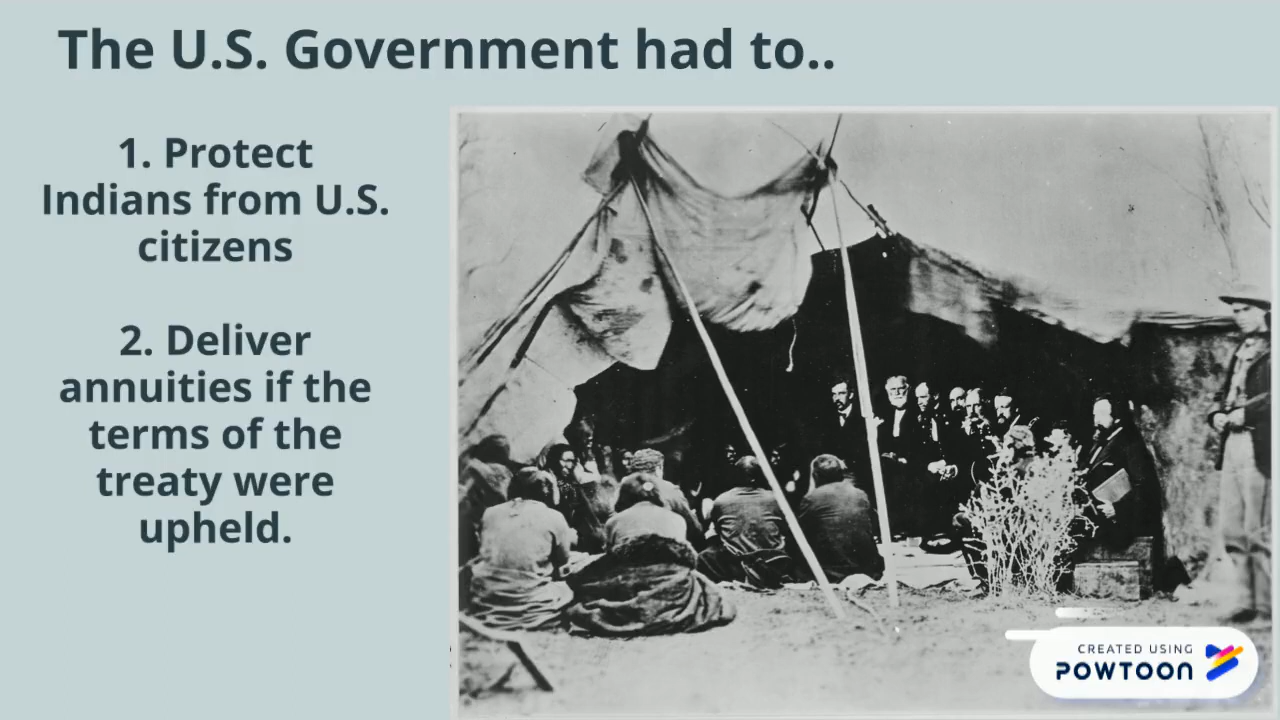 The U.S. Government had to..
1. Protect
Indians from U.S.
citizens
2. Deliver
annuities if the
terms of the
treaty were
upheld.
CREATED USING
POWTOON